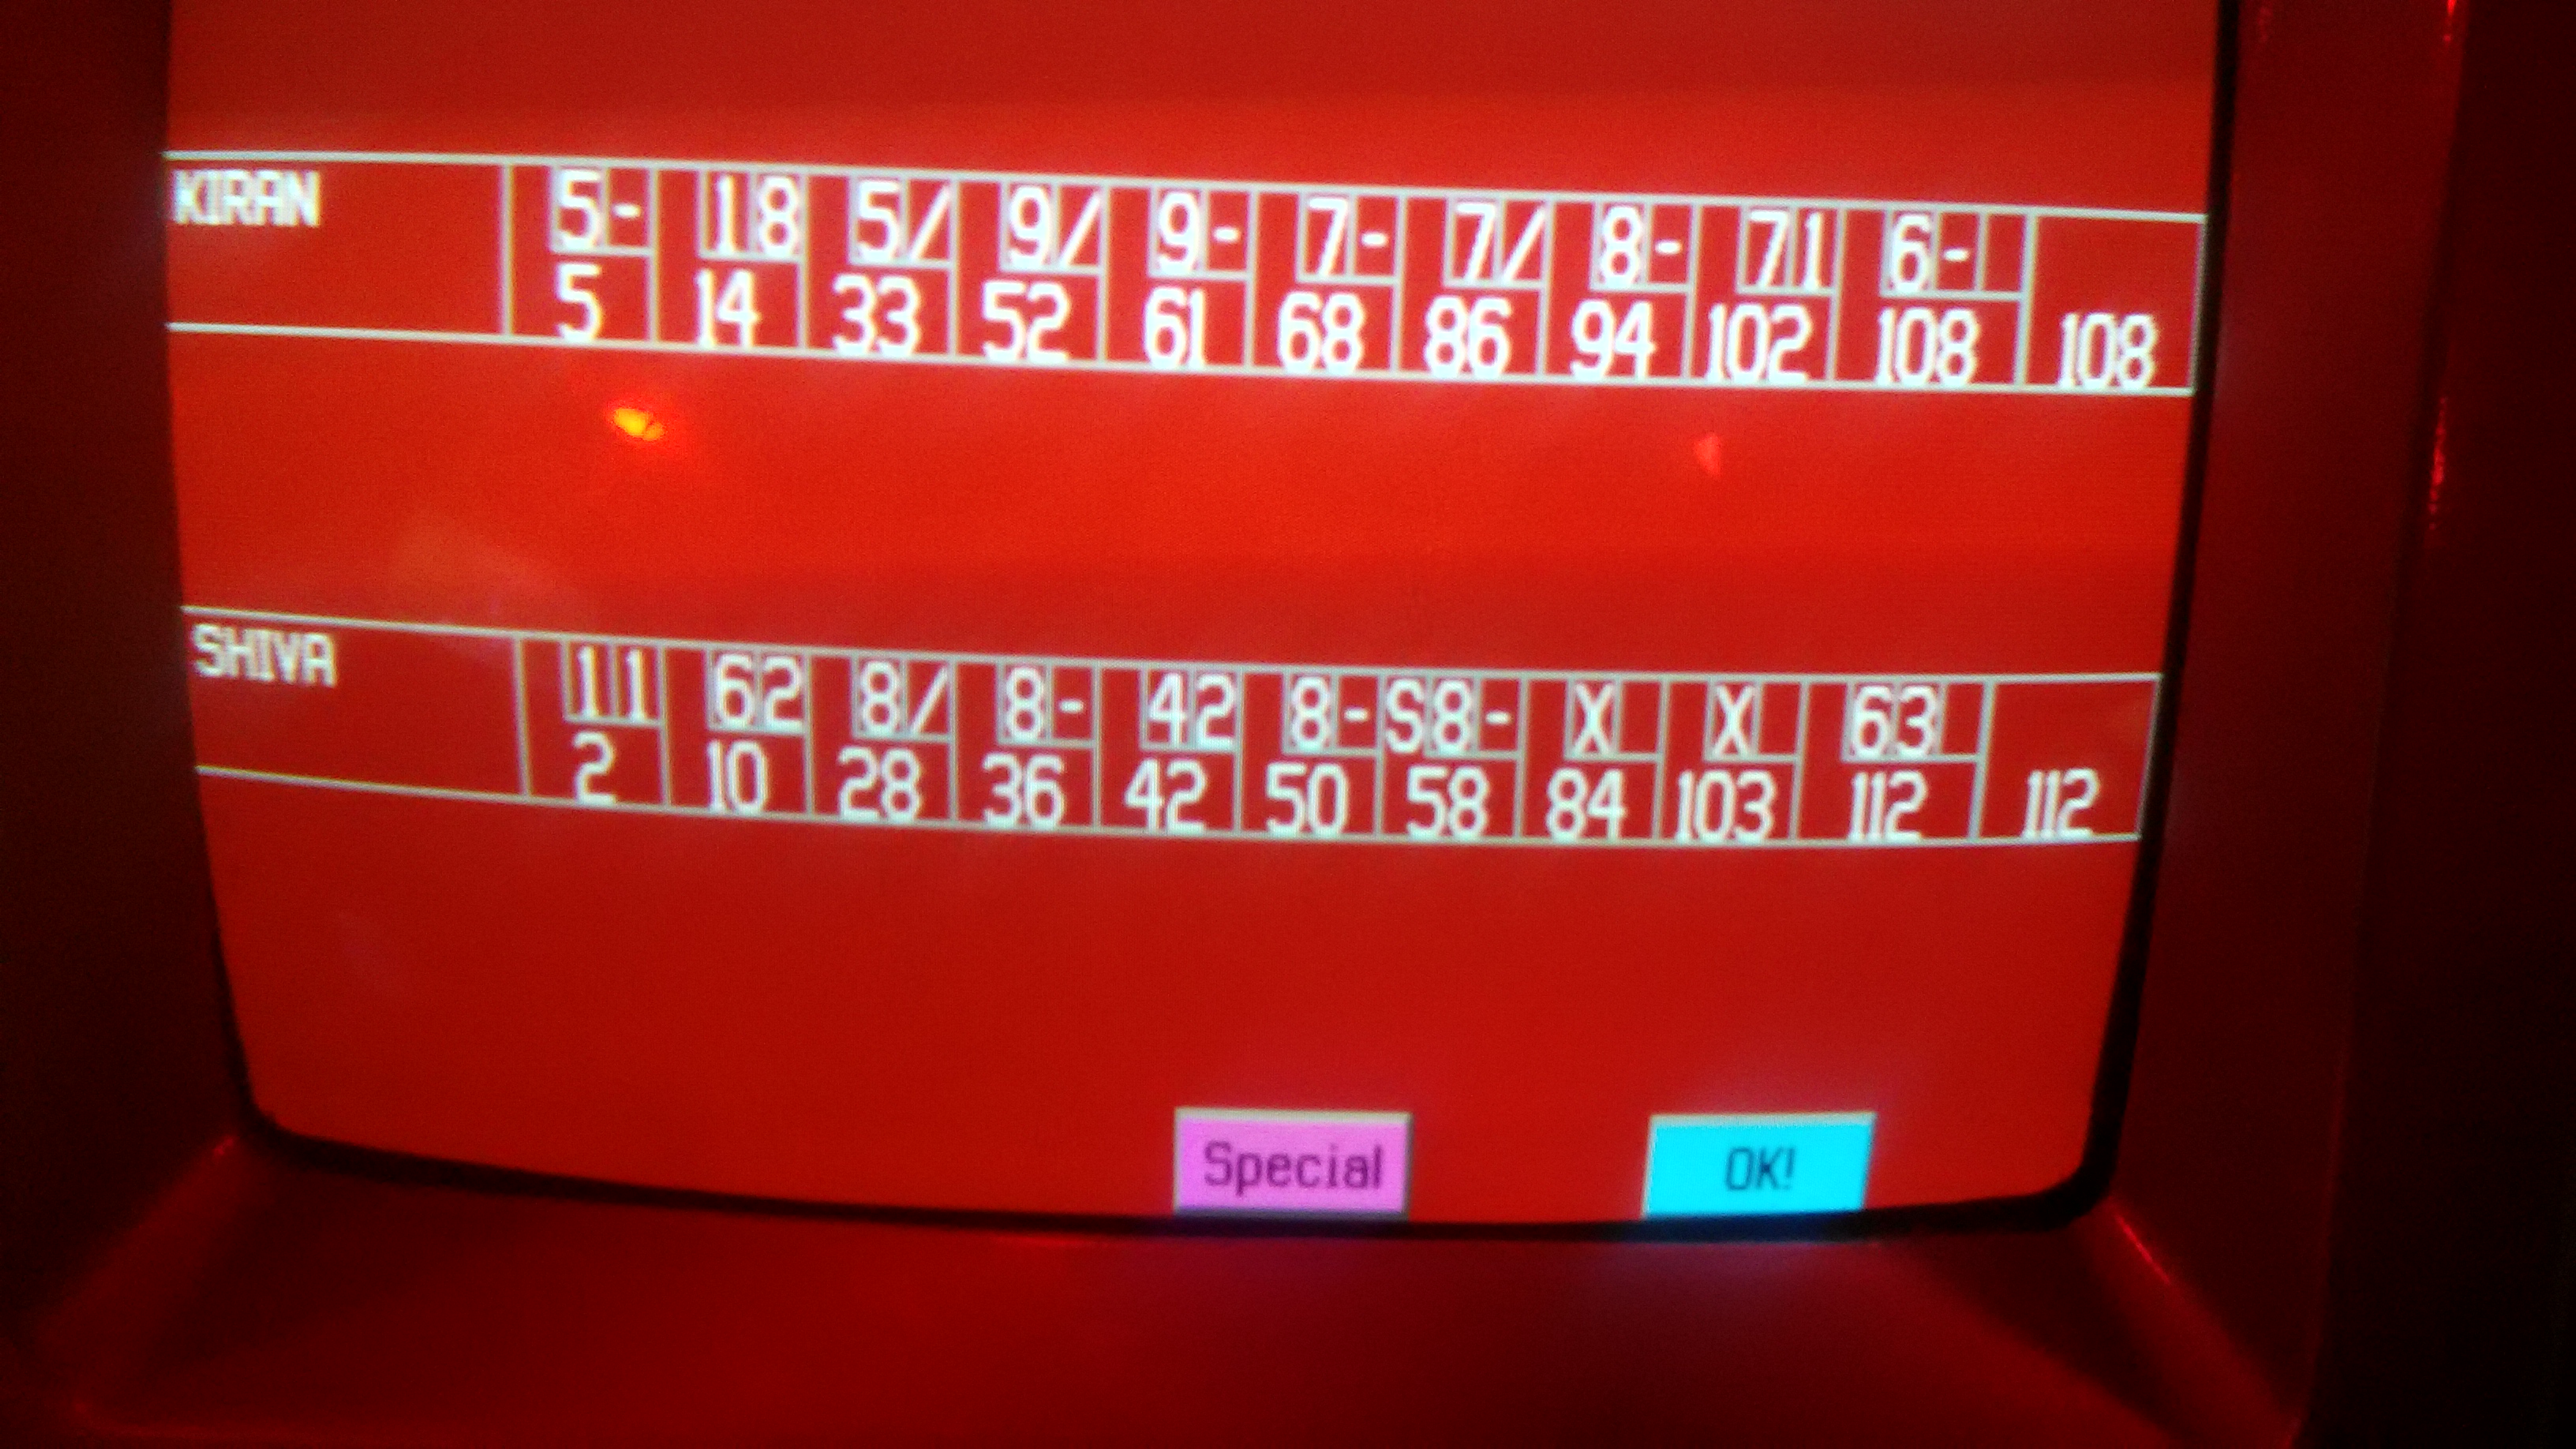 KIRAN 5- 18 5/ 9/ 9- 7- 7/ 8- 71 6-
5 14 33 52 61 68 86 94 102 108 108
SHIVA 11 62 8/ 8- 42 8- S8- X X 63
2 10 28 36 42 50 58 84 103 112 112
Special OK!